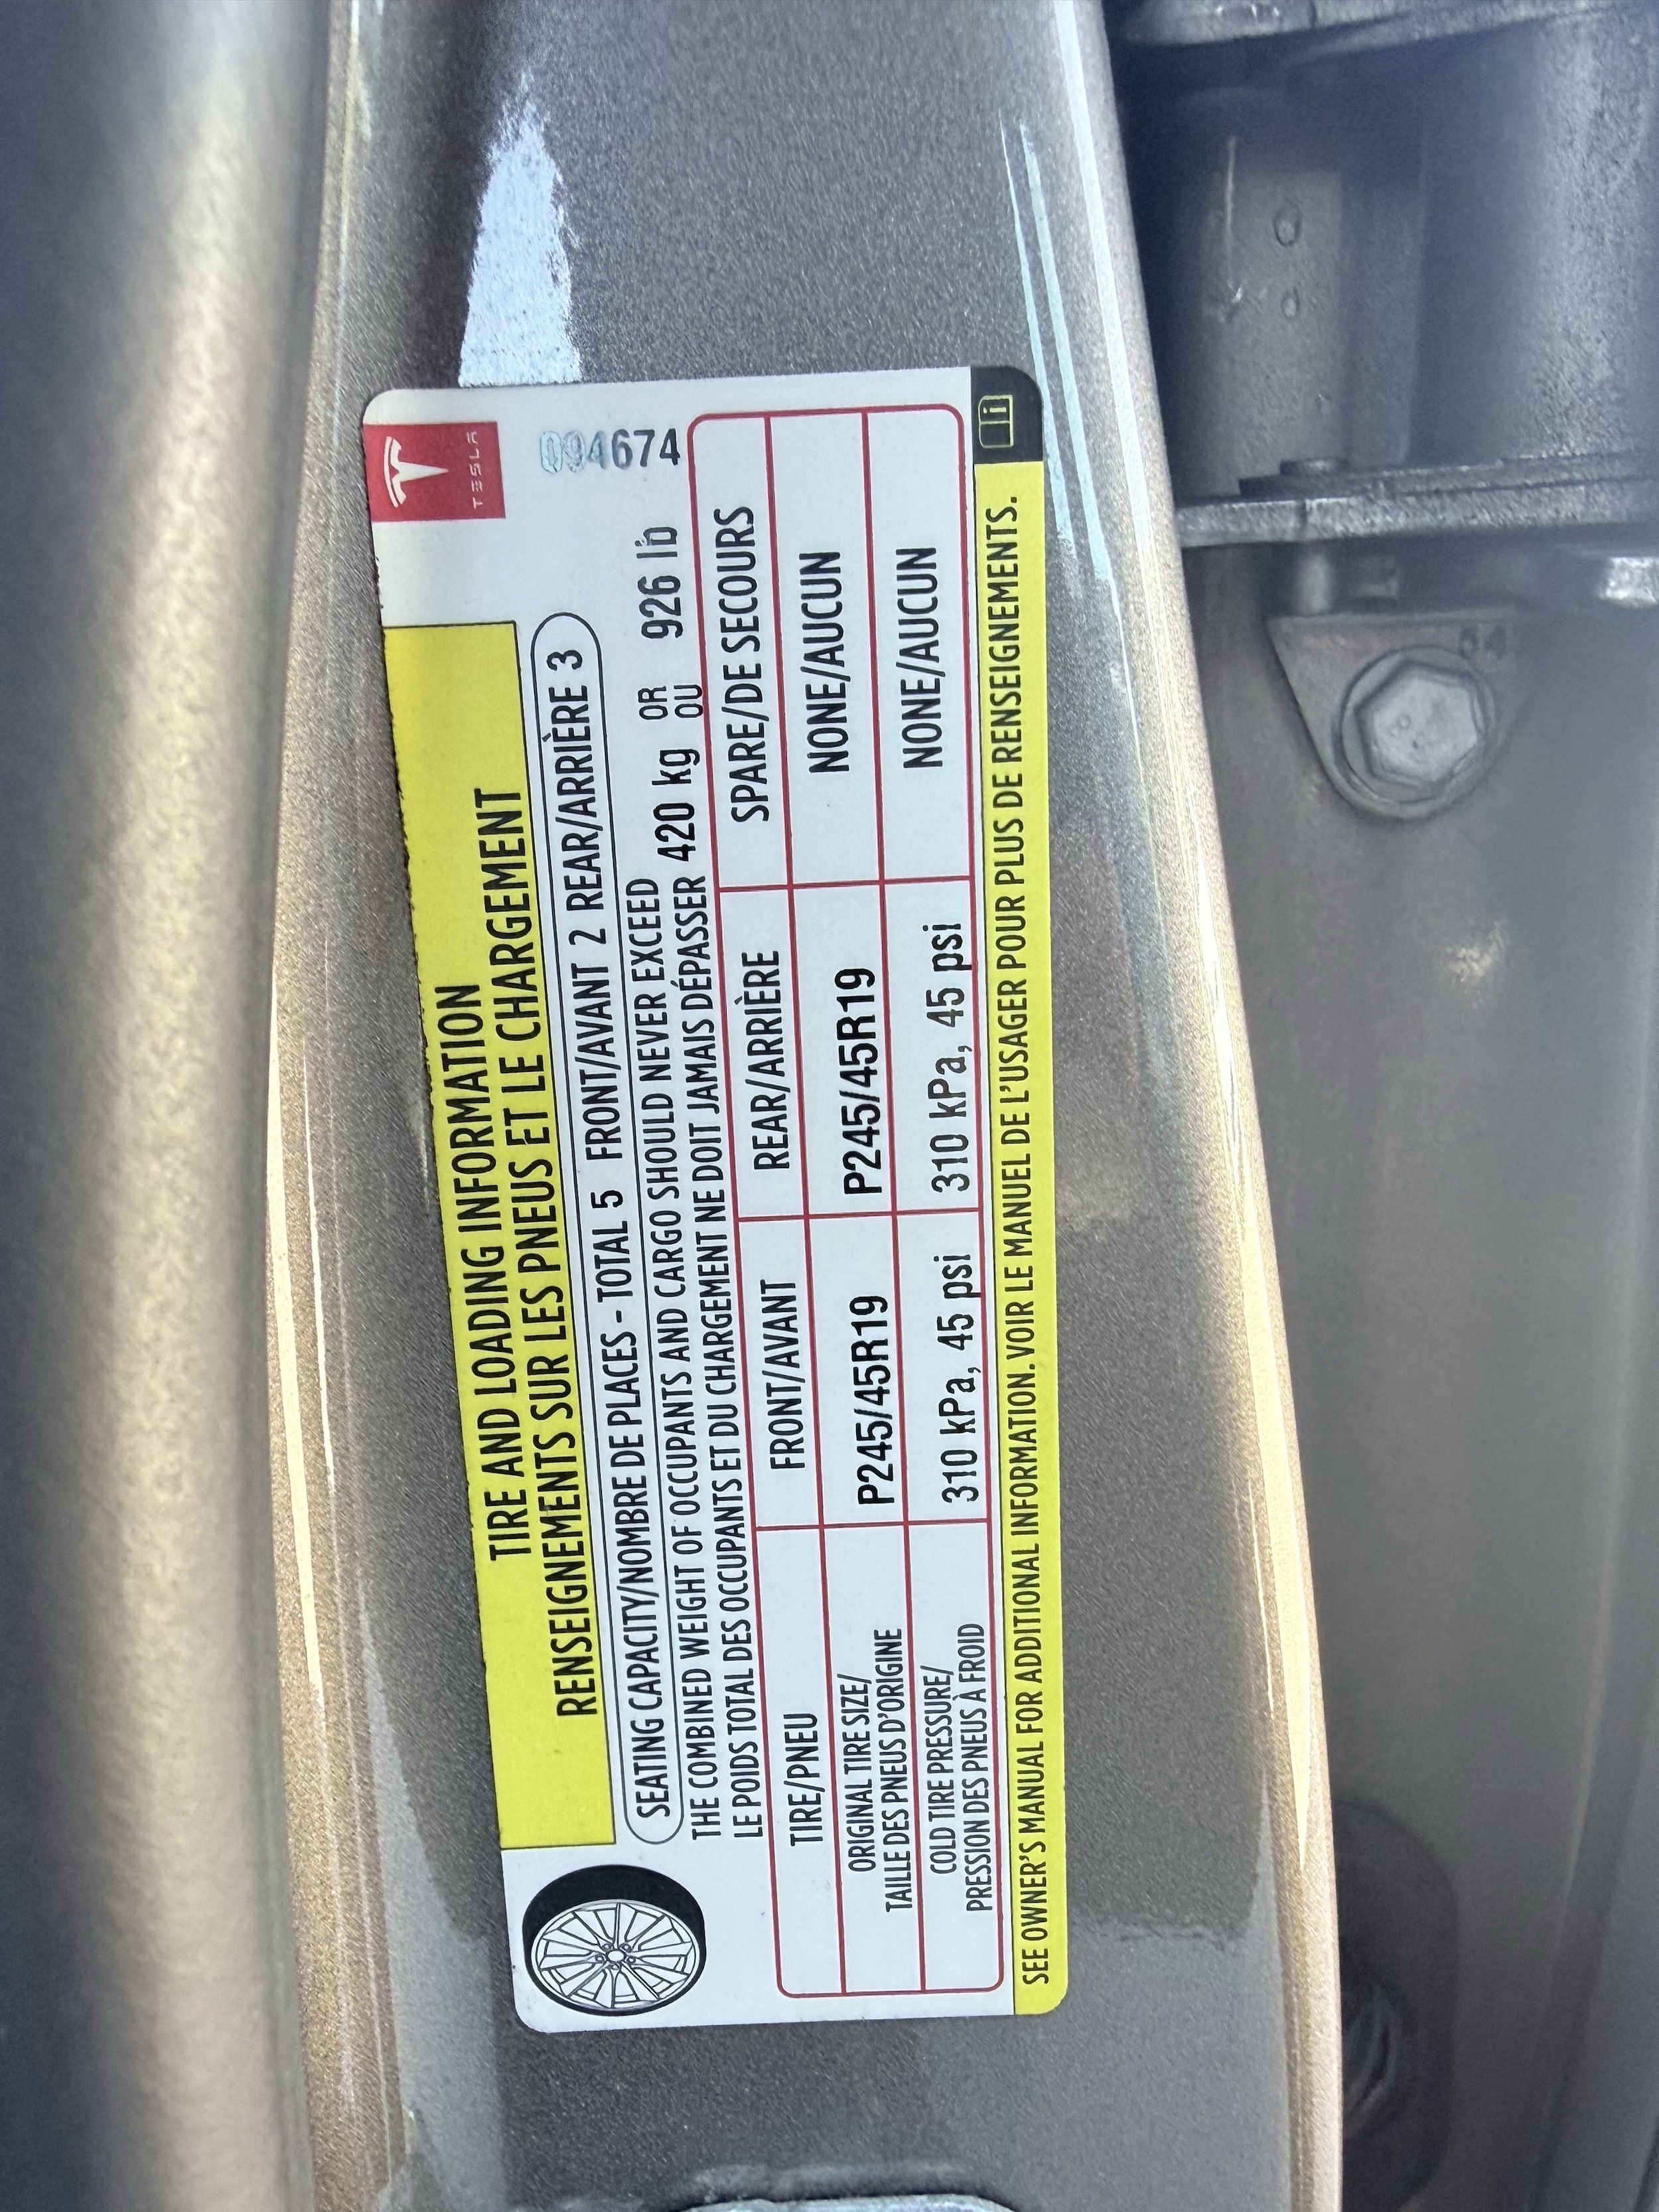 TESLA
094674
TIRE AND LOADING INFORMATION
RENSEIGNEMENTS SUR LES PNEUS ET LE CHARGEMENT
SEATING CAPACITY/NOMBRE DE PLACES - TOTAL 5 FRONT/AVANT 2 REAR/ARRIÈRE 3
THE COMBINED WEIGHT OF OCCUPANTS AND CARGO SHOULD NEVER EXCEED
LE POIDS TOTAL DES OCCUPANTS ET DU CHARGEMENT NE DOIT JAMAIS DÉPASSER 420 kg OR OU 926 lb
TIRE/PNEU FRONT/AVANT REAR/ARRIÈRE SPARE/DE SECOURS
ORIGINAL TIRE SIZE/
TAILLE DES PNEUS D'ORIGINE P245/45R19 P245/45R19 NONE/AUCUN
COLD TIRE PRESSURE/
PRESSION DES PNEUS À FROID 310 kPa, 45 psi 310 kPa, 45 psi NONE/AUCUN
SEE OWNER'S MANUAL FOR ADDITIONAL INFORMATION. VOIR LE MANUEL DE L'USAGER POUR PLUS DE RENSEIGNEMENTS.